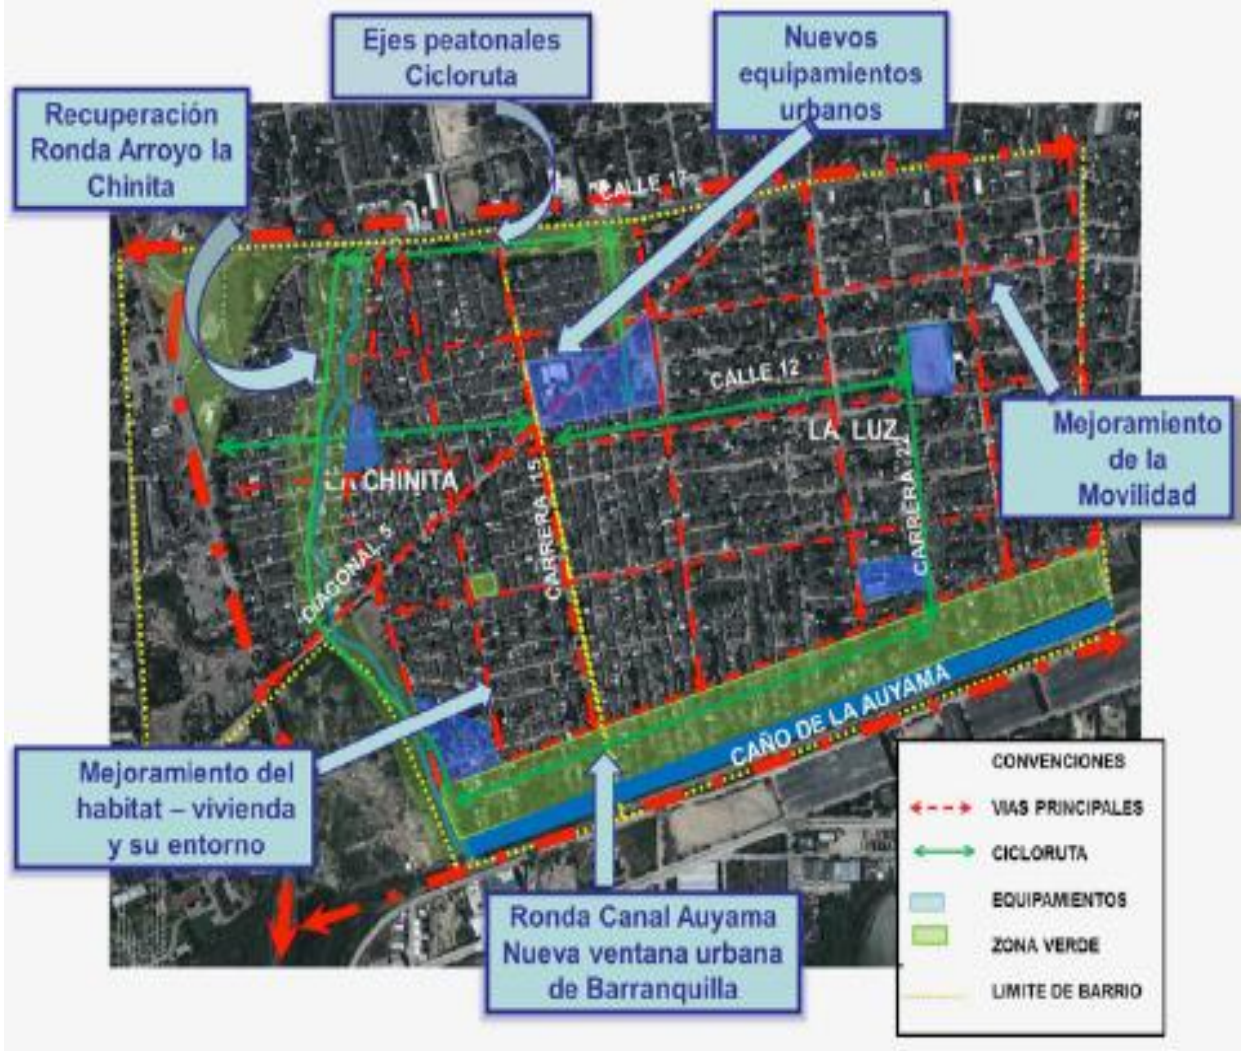 Ejes peatonales
Cicloruta
Nuevos
equipamientos
urbanos
Recuperación
Ronda Arroyo la
Chinita
CALLE 17
CALLE 12
LA LUZ
LA CHINITA
Mejoramiento
de la
Movilidad
CARRERA 15
CARRERA 22
DIAGONAL 5
CAÑO DE LA AUYAMA
Mejoramiento del
habitat – vivienda
y su entorno
Ronda Canal Auyama
Nueva ventana urbana
de Barranquilla
CONVENCIONES
VIAS PRINCIPALES
CICLORUTA
EQUIPAMIENTOS
ZONA VERDE
LIMITE DE BARRIO